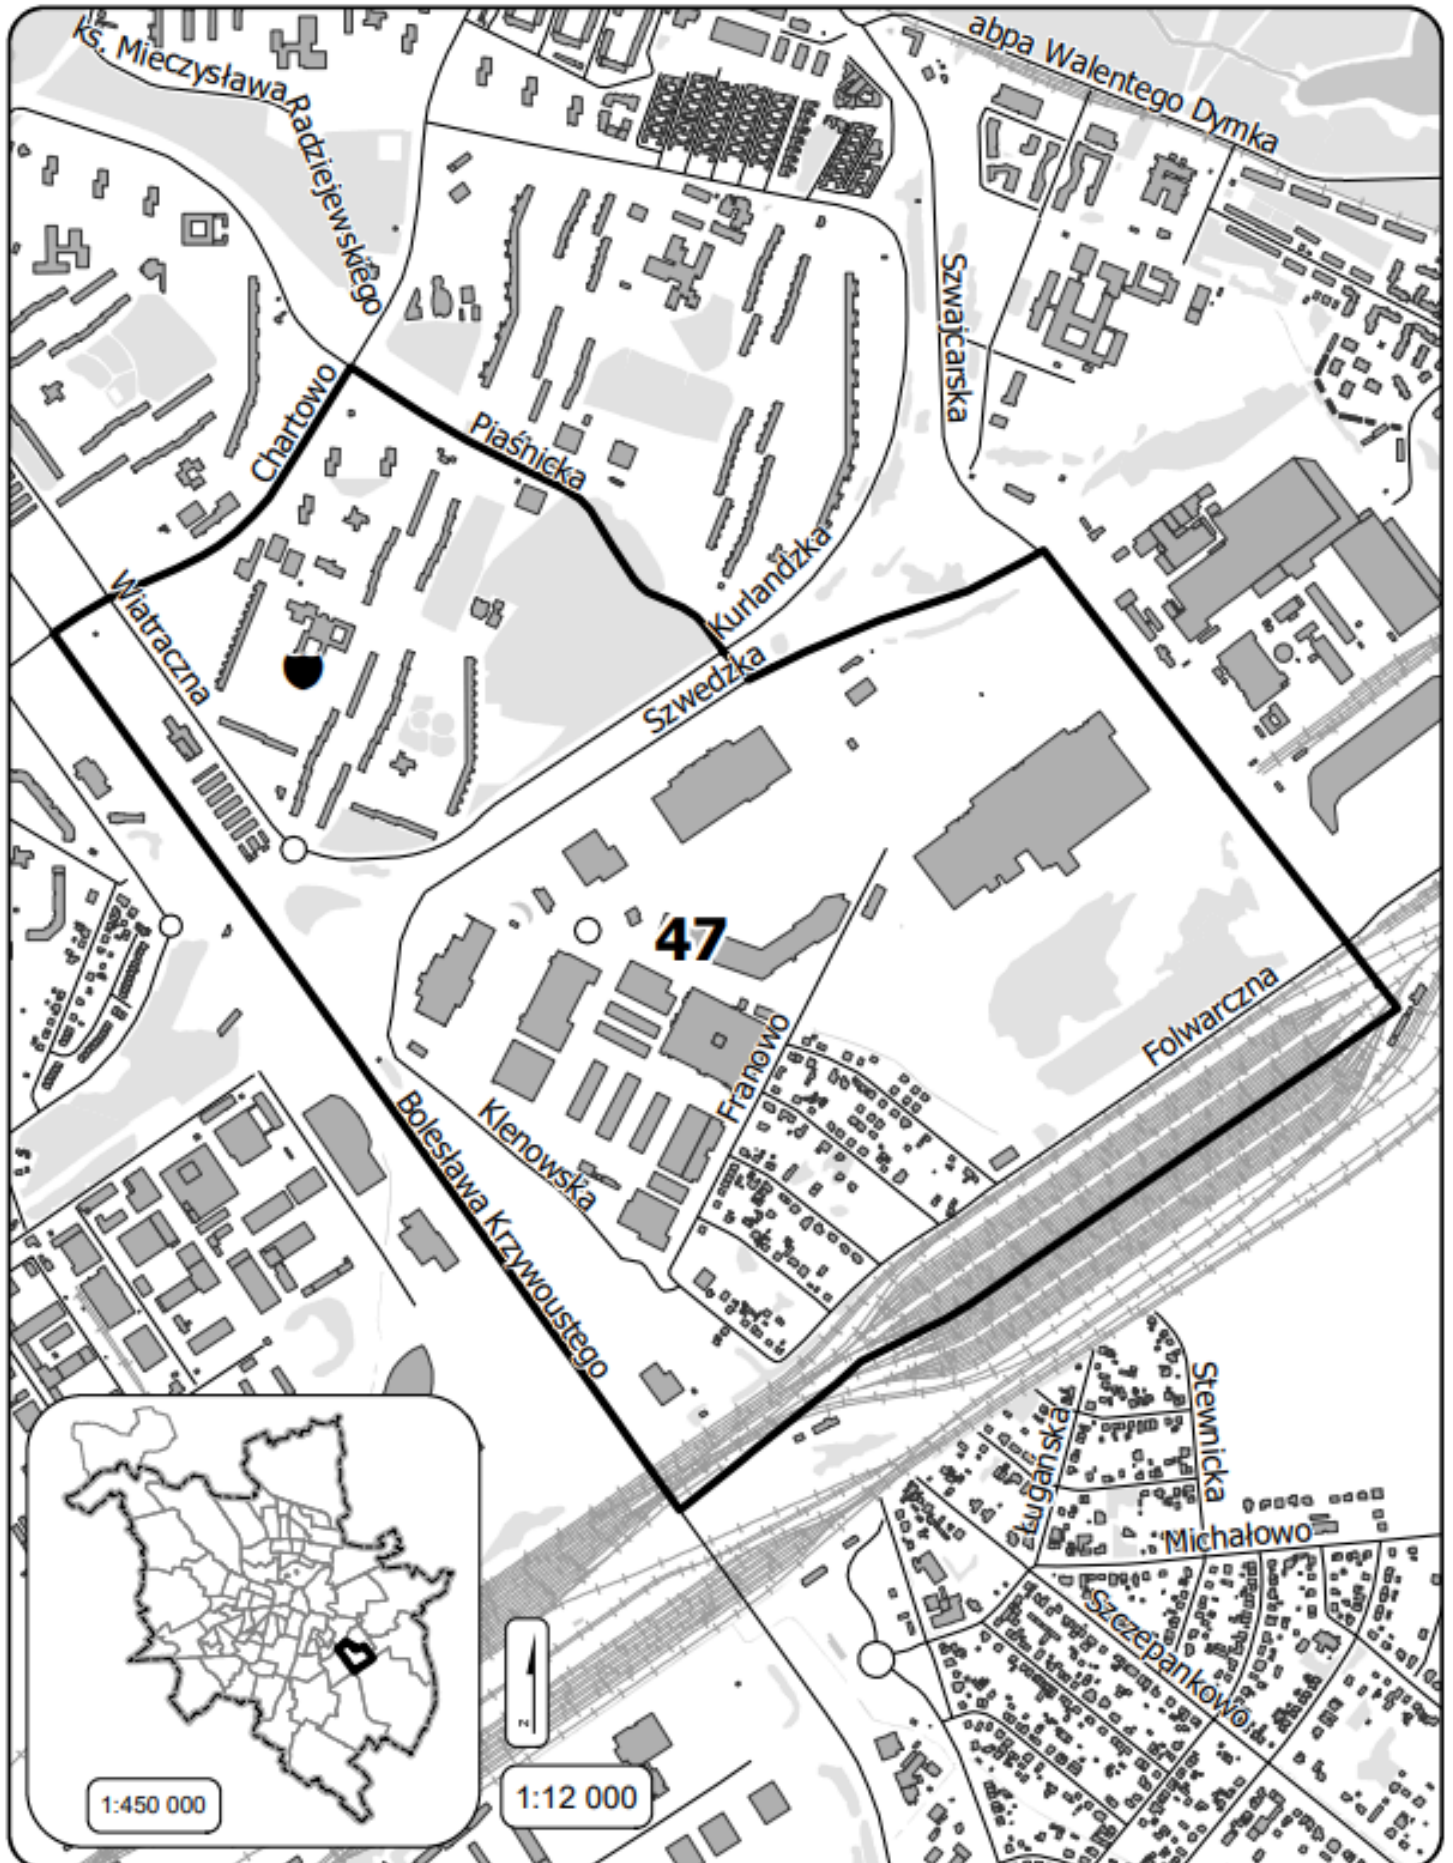 ks. Mieczysława Radziejewskiego
abpa Walentego Dymka
Szwajcarska
Chartowo
Piaśnicka
Kurlandzka
Wiatraczna
Szwedzka
47
Folwarczna
Franowo
Klenowska
Bolesława Krzywoustego
Stewnicka
Ługańska
Michałowo
Szczepankowo
z
1:12 000
1:450 000